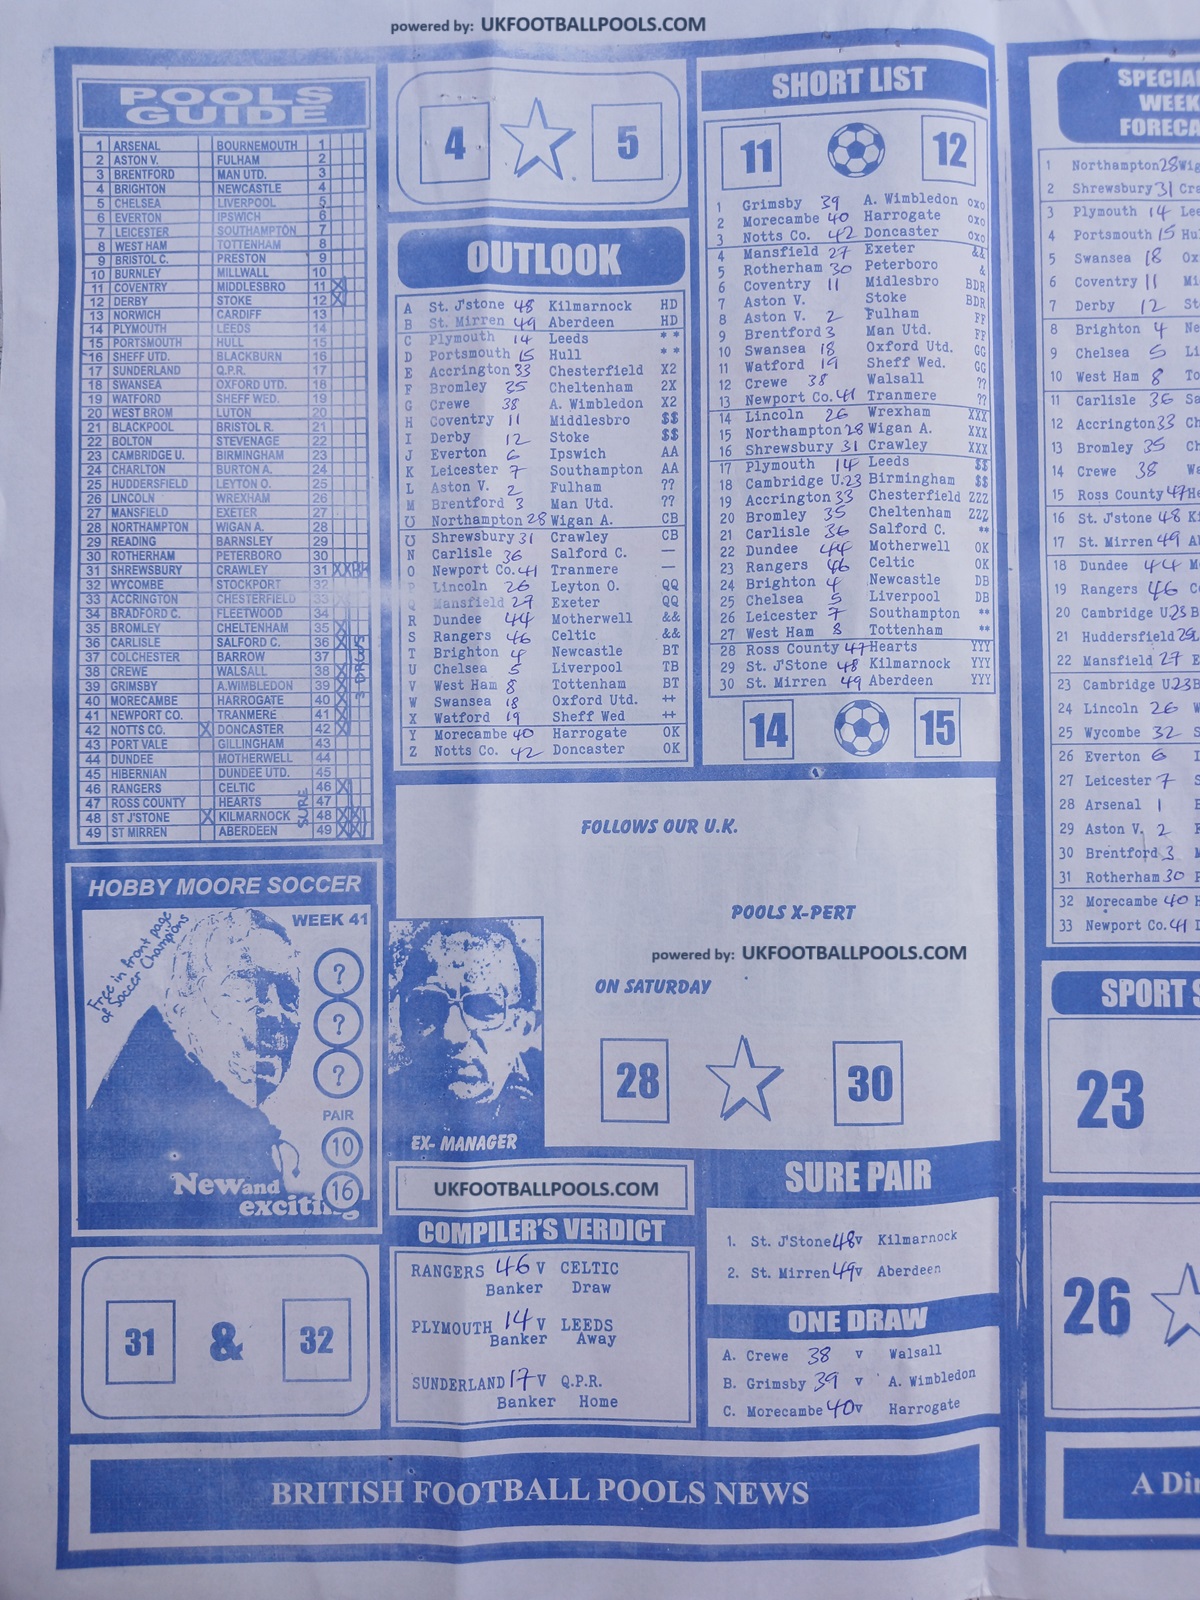 powered by: UKFOOTBALLPOOLS.COM
POOLS
GUIDE
1 ARSENAL BOURNEMOUTH 1
2 ASTON V. FULHAM 2
3 BRENTFORD MAN UTD. 3
4 BRIGHTON NEWCASTLE 4
5 CHELSEA LIVERPOOL 5
6 EVERTON IPSWICH 6
7 LEICESTER SOUTHAMPTON 7
8 WEST HAM TOTTENHAM 8
9 BRISTOL C. PRESTON 9
10 BURNLEY MILLWALL 10
11 COVENTRY MIDDLESBRO 11 X
12 DERBY STOKE 12 X
13 NORWICH CARDIFF 13
14 PLYMOUTH LEEDS 14
15 PORTSMOUTH HULL 15
16 SHEFF UTD. BLACKBURN 16
17 SUNDERLAND Q.P.R. 17
18 SWANSEA OXFORD UTD. 18
19 WATFORD SHEFF WED. 19
20 WEST BROM LUTON 20
21 BLACKPOOL BRISTOL R. 21
22 BOLTON STEVENAGE 22
23 CAMBRIDGE U. BIRMINGHAM 23
24 CHARLTON BURTON A. 24
25 HUDDERSFIELD LEYTON O. 25
26 LINCOLN WREXHAM 26
27 MANSFIELD EXETER 27
28 NORTHAMPTON WIGAN A. 28
29 READING BARNSLEY 29
30 ROTHERHAM PETERBORO 30
31 SHREWSBURY CRAWLEY 31
32 WYCOMBE STOCKPORT 32
33 ACCRINGTON CHESTERFIELD 33
34 BRADFORD C. FLEETWOOD 34
35 BROMLEY CHELTENHAM 35 X
36 CARLISLE SALFORD C. 36 X
37 COLCHESTER BARROW 37
38 CREWE WALSALL 38 X
39 GRIMSBY A.WIMBLEDON 39 X
40 MORECAMBE HARROGATE 40 X
41 NEWPORT CO. TRANMERE 41 X
42 NOTTS CO. X DONCASTER 42 X
43 PORT VALE GILLINGHAM 43
44 DUNDEE MOTHERWELL 44
45 HIBERNIAN DUNDEE UTD. 45
46 RANGERS CELTIC 46 X
47 ROSS COUNTY HEARTS 47
48 ST J'STONE X KILMARNOCK 48 XX
49 ST MIRREN ABERDEEN 49 XX
SURE
HOBBY MOORE SOCCER
WEEK 41
Free in front page
of Soccer Champions
?
?
?
PAIR
10
16
New and
exciting
31 & 32
4 5
OUTLOOK
A St. J'stone 48 Kilmarnock HD
B St. Mirren 49 Aberdeen HD
C Plymouth 14 Leeds **
D Portsmouth 15 Hull **
E Accrington 33 Chesterfield X2
F Bromley 35 Cheltenham 2X
G Crewe 38 A. Wimbledon X2
H Coventry 11 Middlesbro $$
I Derby 12 Stoke $$
J Everton 6 Ipswich AA
K Leicester 7 Southampton AA
L Aston V. 2 Fulham ??
M Brentford 3 Man Utd. ??
Northampton 28 Wigan A. CB
Shrewsbury 31 Crawley CB
N Carlisle 36 Salford C. —
O Newport Co. 41 Tranmere —
P Lincoln 26 Leyton O. QQ
Q Mansfield 27 Exeter QQ
R Dundee 44 Motherwell &&
S Rangers 46 Celtic &&
T Brighton 4 Newcastle BT
U Chelsea 5 Liverpool TB
V West Ham 8 Tottenham BT
W Swansea 18 Oxford Utd. ++
X Watford 19 Sheff Wed ++
Y Morecambe 40 Harrogate OK
Z Notts Co. 42 Doncaster OK
SHORT LIST
11 12
1 Grimsby 39 A. Wimbledon oxo
2 Morecambe 40 Harrogate oxo
3 Notts Co. 42 Doncaster oxo
4 Mansfield 27 Exeter &&
5 Rotherham 30 Peterboro &
6 Coventry 11 Midlesbro BDR
7 Aston V. Stoke BDR
8 Aston V. 2 Fulham FF
9 Brentford 3 Man Utd. FF
10 Swansea 18 Oxford Utd. GG
11 Watford 19 Sheff Wed. GG
12 Crewe 38 Walsall ??
13 Newport Co. 41 Tranmere ??
14 Lincoln 26 Wrexham XXX
15 Northampton 28 Wigan A. XXX
16 Shrewsbury 31 Crawley XXX
17 Plymouth 14 Leeds $$
18 Cambridge U. 23 Birmingham $$
19 Accrington 33 Chesterfield ZZZ
20 Bromley 35 Cheltenham ZZZ
21 Carlisle 36 Salford C. **
22 Dundee 44 Motherwell OK
23 Rangers 46 Celtic OK
24 Brighton 4 Newcastle DB
25 Chelsea 5 Liverpool DB
26 Leicester 7 Southampton **
27 West Ham 8 Tottenham **
28 Ross County 47 Hearts YYY
29 St. J'Stone 48 Kilmarnock YYY
30 St. Mirren 49 Aberdeen YYY
14 15
FOLLOWS OUR U.K.
POOLS X-PERT
powered by: UKFOOTBALLPOOLS.COM
ON SATURDAY
28 30
EX- MANAGER
UKFOOTBALLPOOLS.COM
COMPILER'S VERDICT
RANGERS 46 V CELTIC
Banker Draw
PLYMOUTH 14 V LEEDS
Banker Away
SUNDERLAND 17 V Q.P.R.
Banker Home
SURE PAIR
1. St. J'Stone 48 v Kilmarnock
2. St. Mirren 49 v Aberdeen
ONE DRAW
A. Crewe 38 v Walsall
B. Grimsby 39 v A. Wimbledon
C. Morecambe 40 v Harrogate
BRITISH FOOTBALL POOLS NEWS
SPECIA
WEEK
FORECA
1 Northampton 28 Wig
2 Shrewsbury 31 Cra
3 Plymouth 14 Lee
4 Portsmouth 15 Hu
5 Swansea 18 Ox
6 Coventry 11 Mi
7 Derby 12 St
8 Brighton 4 Ne
9 Chelsea 5 Li
10 West Ham 8 To
11 Carlisle 36 Sa
12 Accrington 33 Ch
13 Bromley 35 Ch
14 Crewe 38 Wa
15 Ross County 47 He
16 St. J'stone 48 Ki
17 St. Mirren 49 Ab
18 Dundee 44 Mo
19 Rangers 46 Ce
20 Cambridge U 23 B
21 Huddersfield
22 Mansfield 27 E
23 Cambridge U 23 B
24 Lincoln 26 W
25 Wycombe 32 S
26 Everton 6 I
27 Leicester 7 S
28 Arsenal 1 B
29 Aston V. 2 F
30 Brentford 3 M
31 Rotherham 30 P
32 Morecambe 40 H
33 Newport Co. 41
SPORT S
23
26
A Di